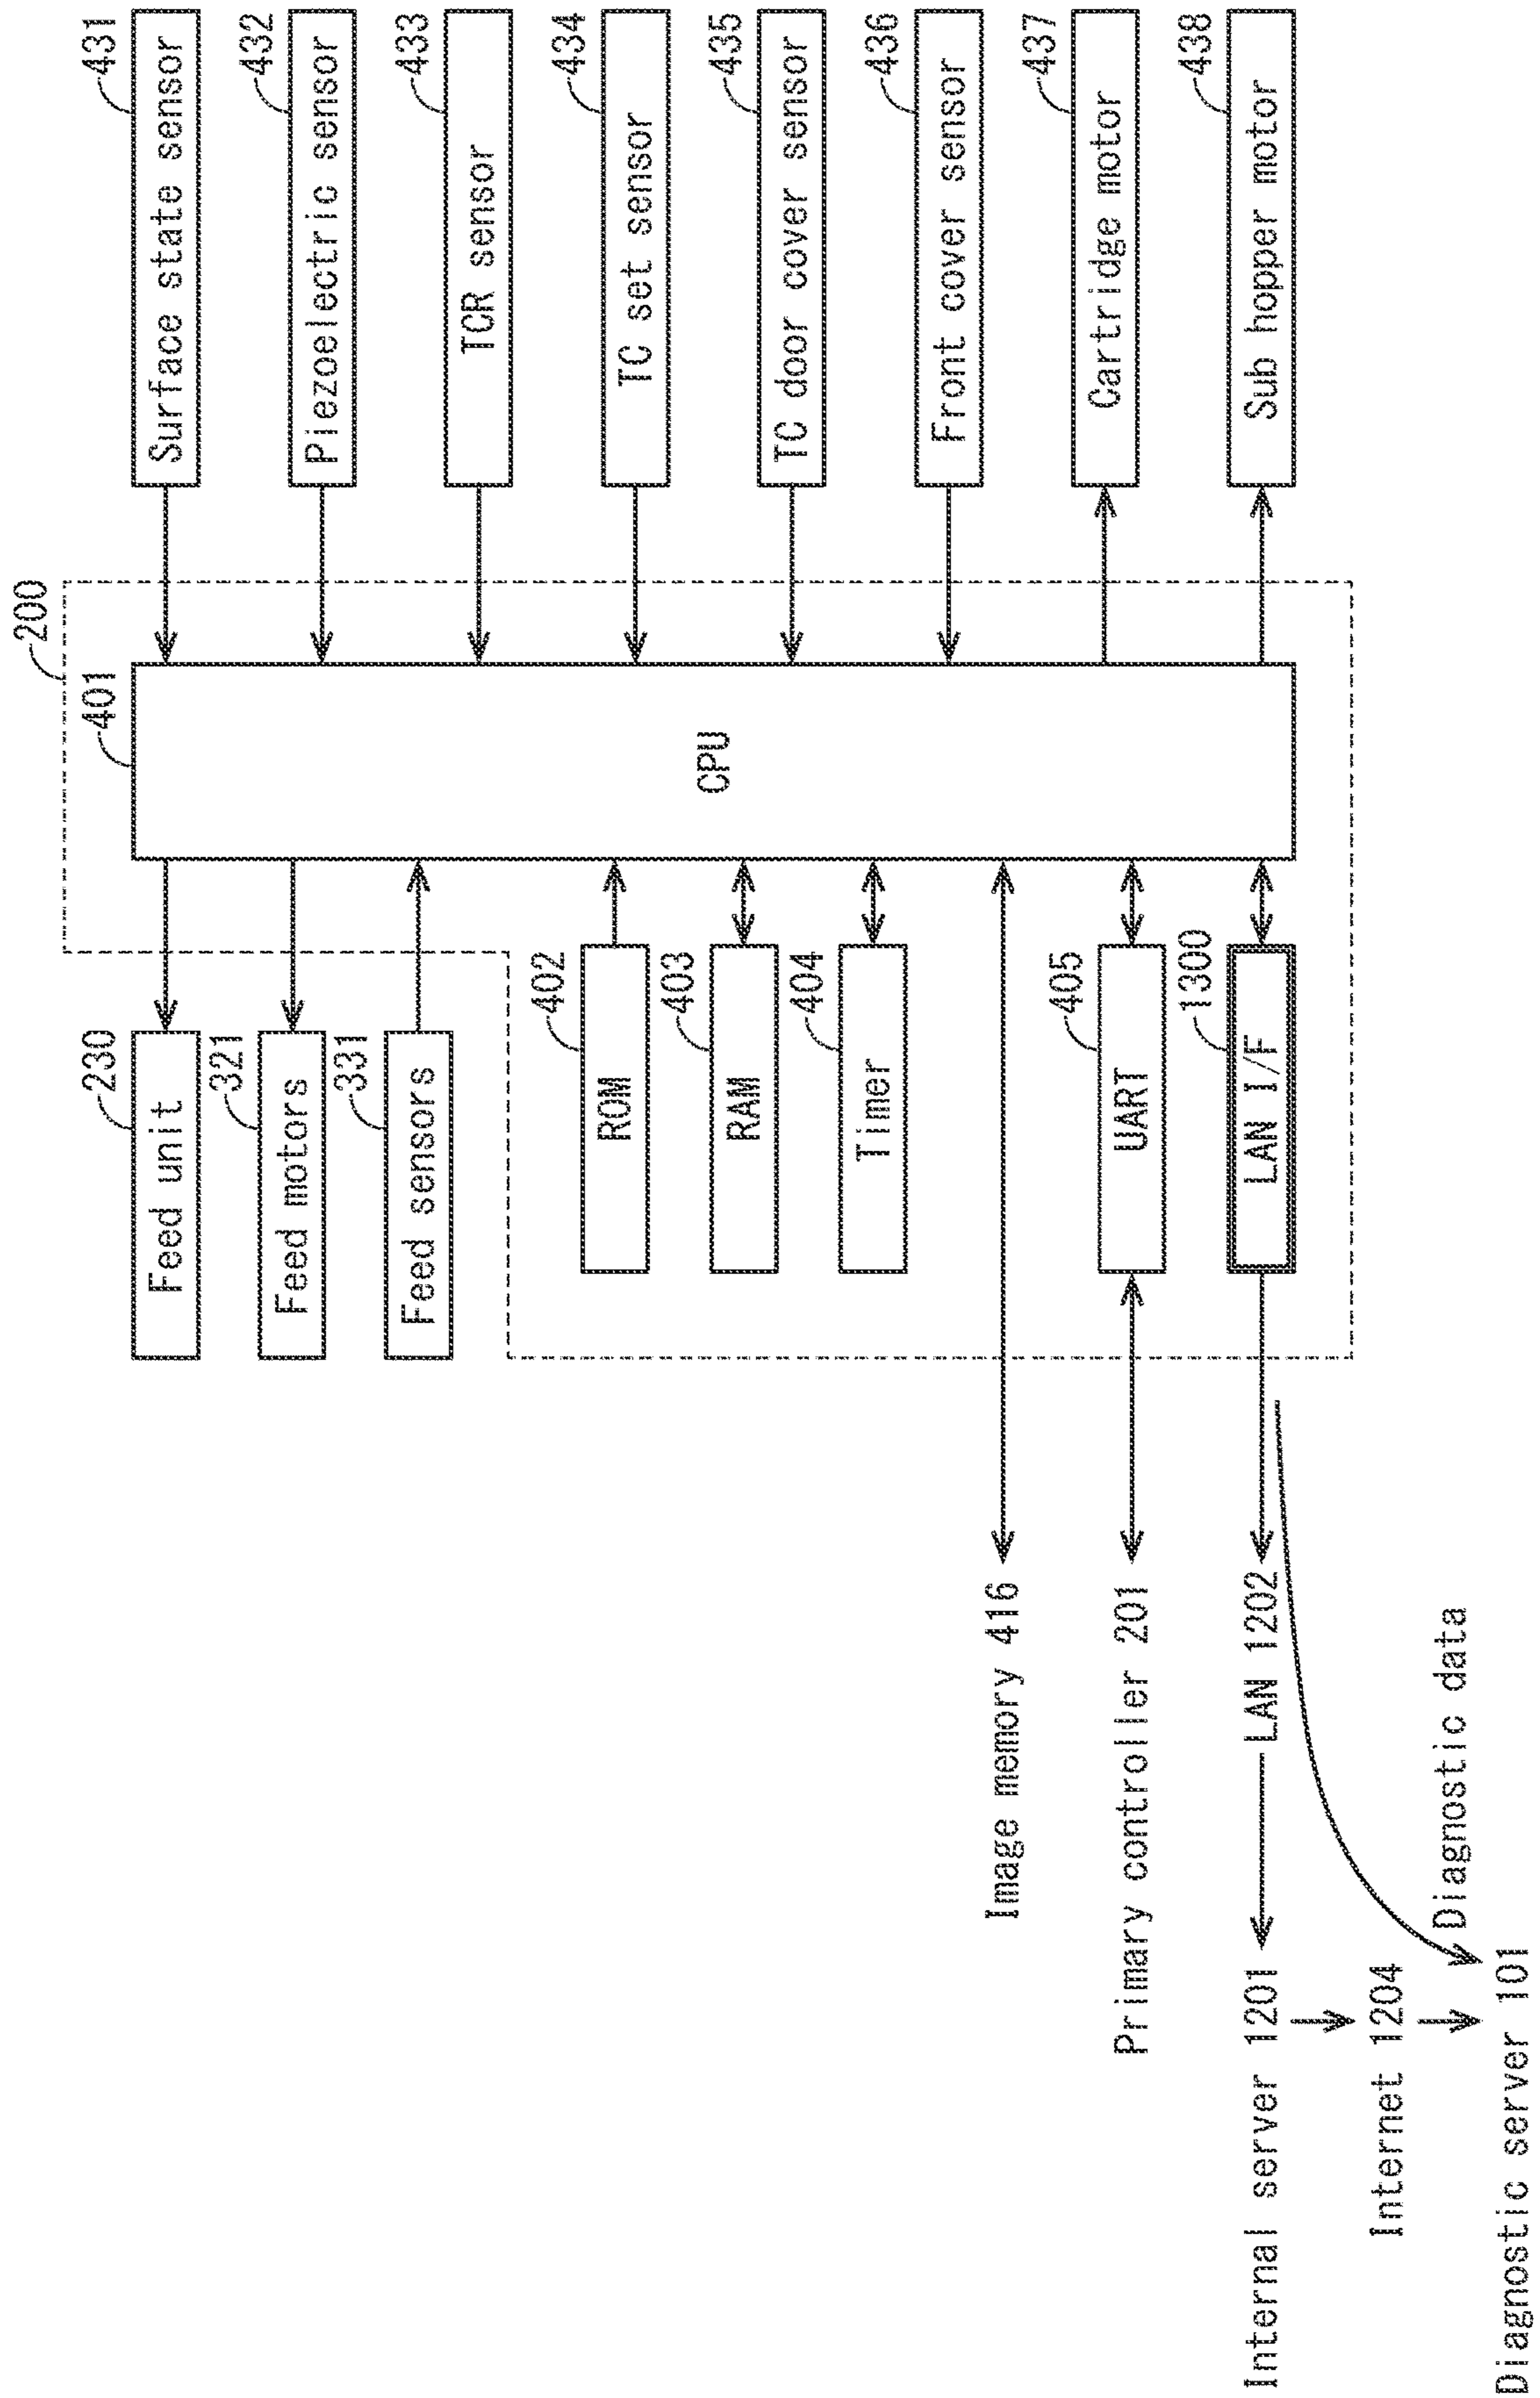 200
401
CPU
230
Feed unit
321
Feed motors
331
Feed sensors
402
ROM
403
RAM
404
Timer
405
UART
1300
LAN I/F
431
Surface state sensor
432
Piezoelectric sensor
433
TCR sensor
434
TC set sensor
435
TC door cover sensor
436
Front cover sensor
437
Cartridge motor
438
Sub hopper motor
Image memory 416
Primary controller 201
Internal server 1201
LAN 1202
Internet 1204
Diagnostic data
Diagnostic server 101